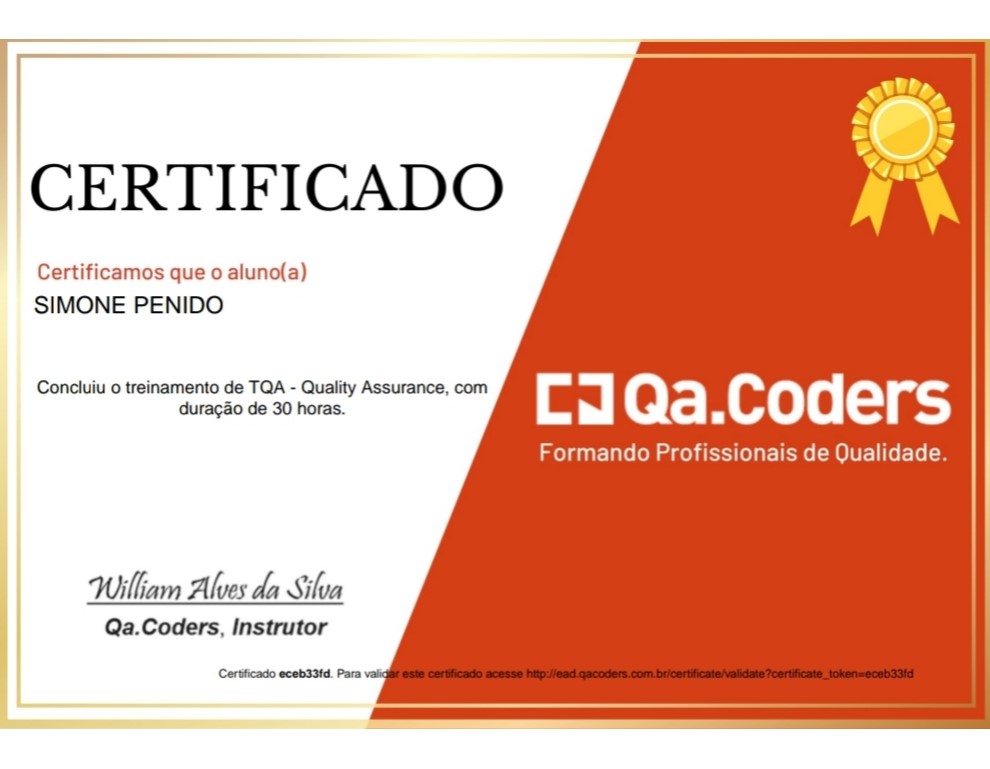 CERTIFICADO
Certificamos que o aluno(a)
SIMONE PENIDO
Concluiu o treinamento de TQA - Quality Assurance, com
duração de 30 horas.
Qa.Coders
Formando Profissionais de Qualidade.
William Alves da Silva
Qa.Coders, Instrutor
Certificado eceb33fd. Para validar este certificado acesse http://ead.qacoders.com.br/certificate/validate?certificate_token=eceb33fd